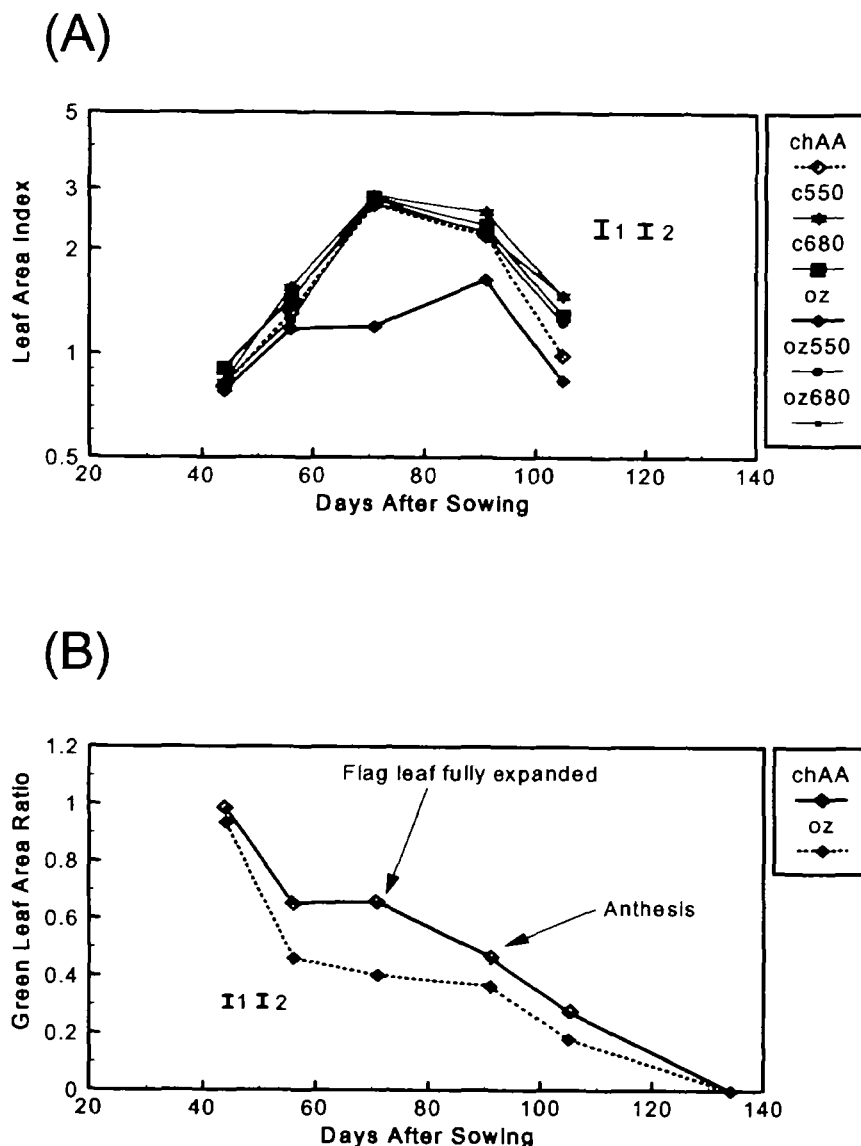 (A)
5
3
2
1
0.5
Leaf Area Index
20 40 60 80 100 120 140
Days After Sowing
I1 I2
chAA
c550
c680
oz
oz550
oz680
(B)
1.2
1
0.8
0.6
0.4
0.2
0
Green Leaf Area Ratio
Flag leaf fully expanded
Anthesis
I1 I2
20 40 60 80 100 120 140
Days After Sowing
chAA
oz